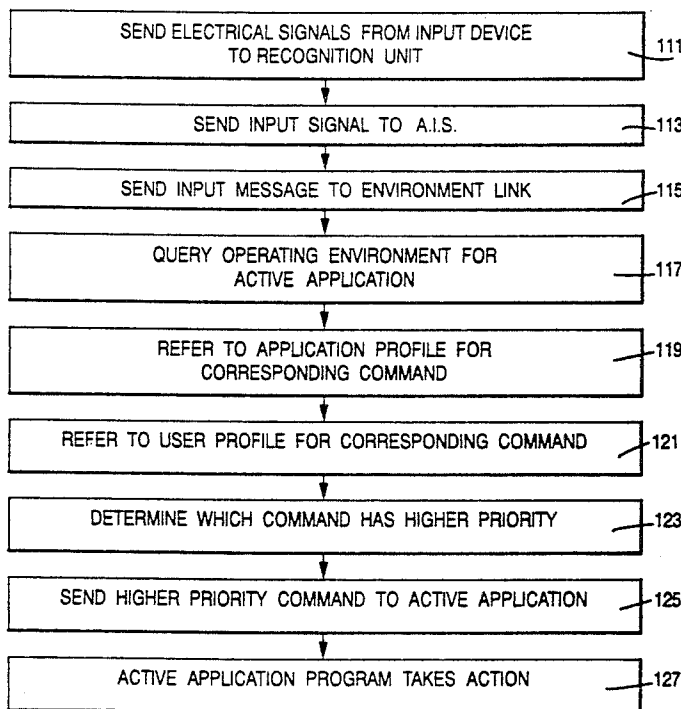 SEND ELECTRICAL SIGNALS FROM INPUT DEVICE
TO RECOGNITION UNIT
111
SEND INPUT SIGNAL TO A.I.S.
113
SEND INPUT MESSAGE TO ENVIRONMENT LINK
115
QUERY OPERATING ENVIRONMENT FOR
ACTIVE APPLICATION
117
REFER TO APPLICATION PROFILE FOR
CORRESPONDING COMMAND
119
REFER TO USER PROFILE FOR CORRESPONDING COMMAND
121
DETERMINE WHICH COMMAND HAS HIGHER PRIORITY
123
SEND HIGHER PRIORITY COMMAND TO ACTIVE APPLICATION
125
ACTIVE APPLICATION PROGRAM TAKES ACTION
127